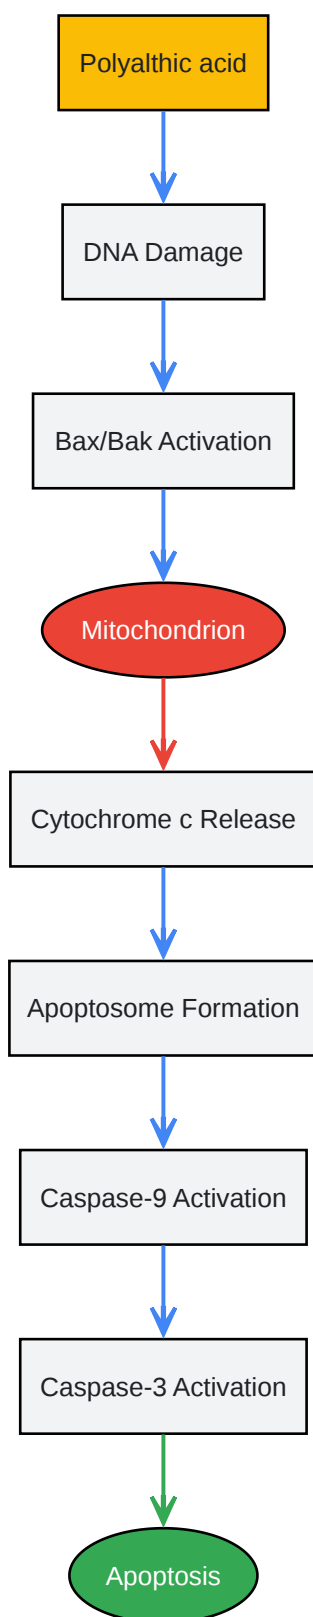 Polyalthic acid
DNA Damage
Bax/Bak Activation
Mitochondrion
Cytochrome c Release
Apoptosome Formation
Caspase-9 Activation
Caspase-3 Activation
Apoptosis